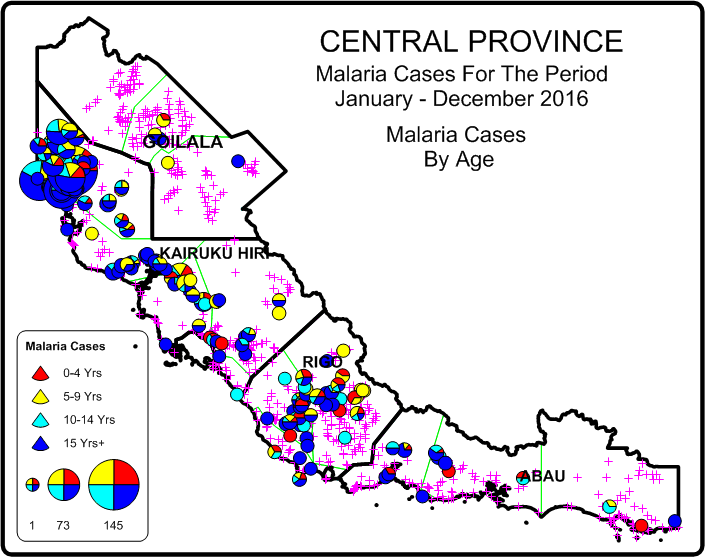 CENTRAL PROVINCE
Malaria Cases For The Period
January - December 2016
Malaria Cases
By Age
GOILALA
KAIRUKU HIRI
RIGO
ABAU
Malaria Cases
0-4 Yrs
5-9 Yrs
10-14 Yrs
15 Yrs+
1 73 145